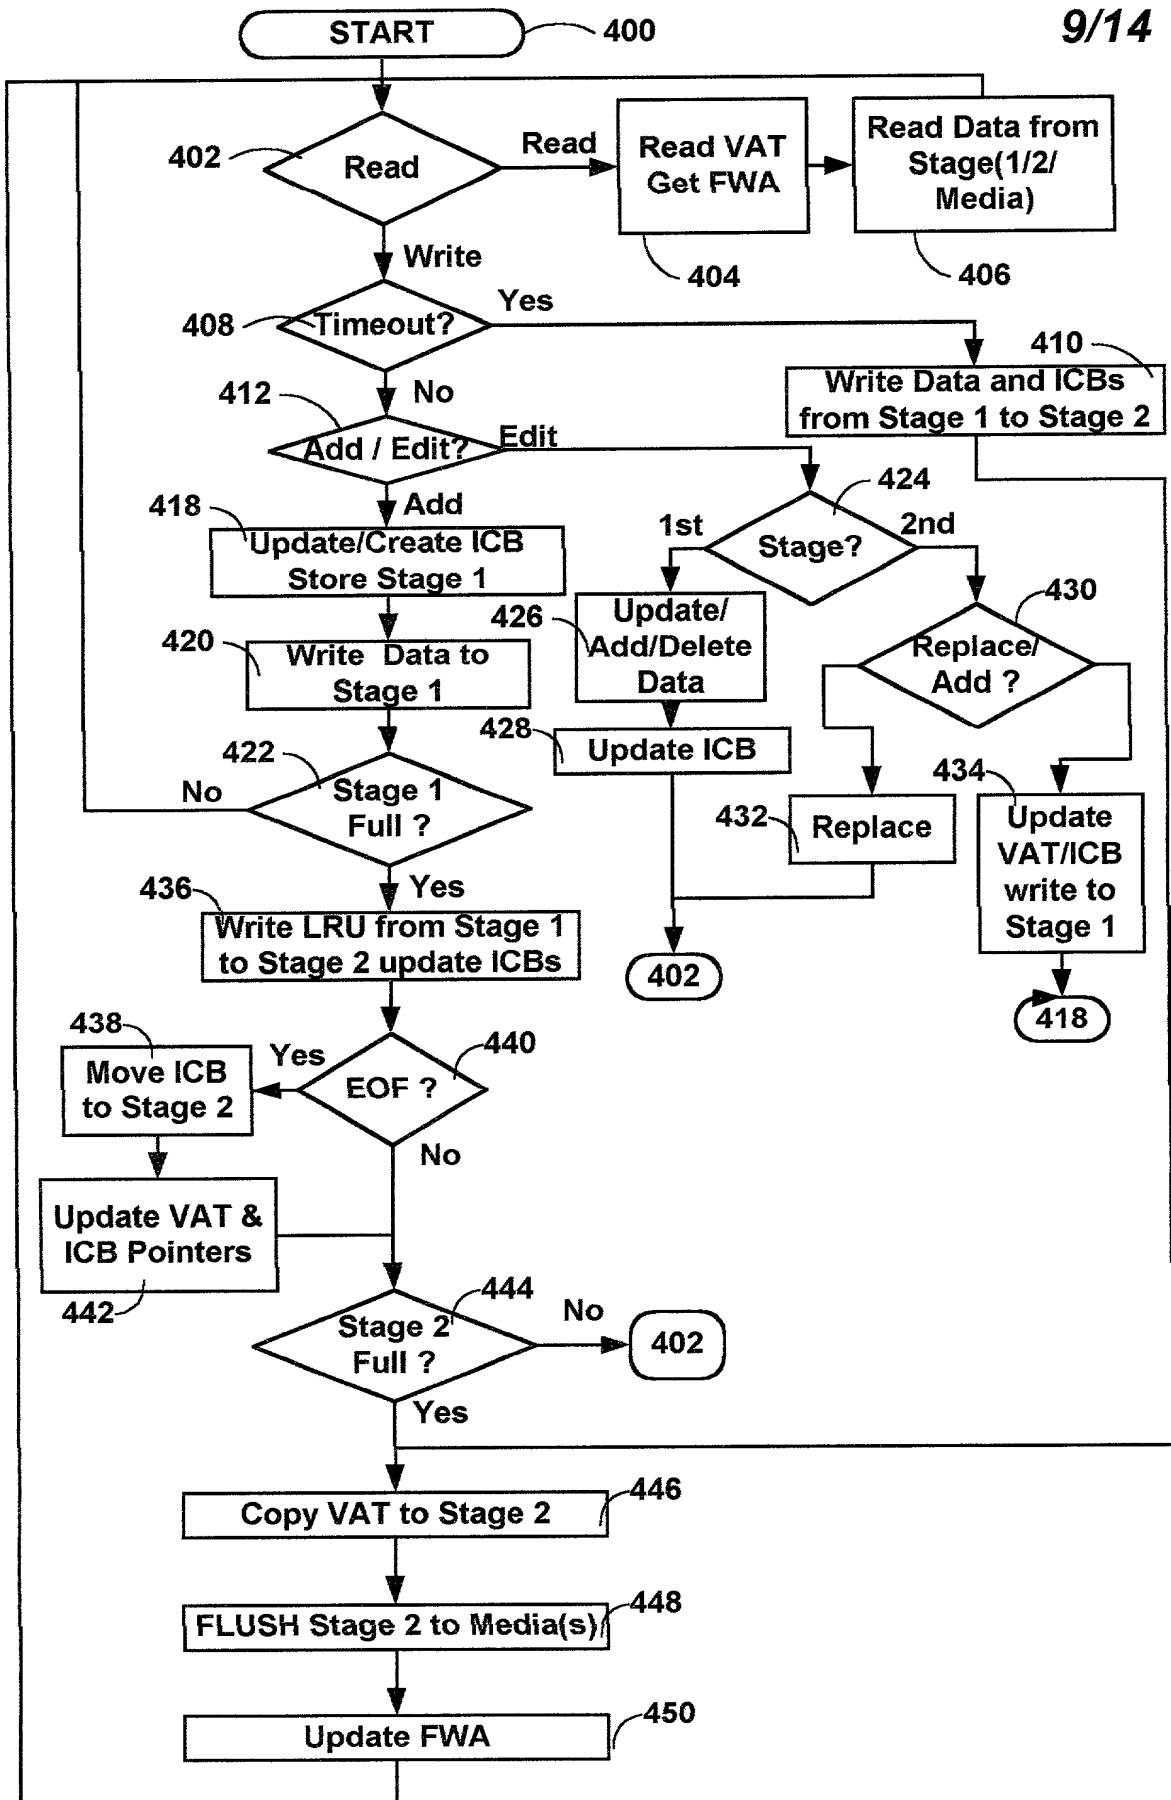 START
400
9/14
402
Read
Read
Read VAT
Get FWA
404
Read Data from
Stage(1/2/
Media)
406
Write
408
Timeout?
Yes
410
Write Data and ICBs
from Stage 1 to Stage 2
No
412
Add / Edit?
Edit
Add
418
Update/Create ICB
Store Stage 1
424
1st
Stage?
2nd
420
Write Data to
Stage 1
426
Update/
Add/Delete
Data
430
Replace/
Add ?
422
Stage 1
Full ?
No
428
Update ICB
432
Replace
434
Update
VAT/ICB
write to
Stage 1
Yes
436
Write LRU from Stage 1
to Stage 2 update ICBs
402
418
438
Yes
Move ICB
to Stage 2
EOF ?
440
No
Update VAT &
ICB Pointers
442
444
Stage 2
Full ?
No
402
Yes
446
Copy VAT to Stage 2
448
FLUSH Stage 2 to Media(s)
450
Update FWA